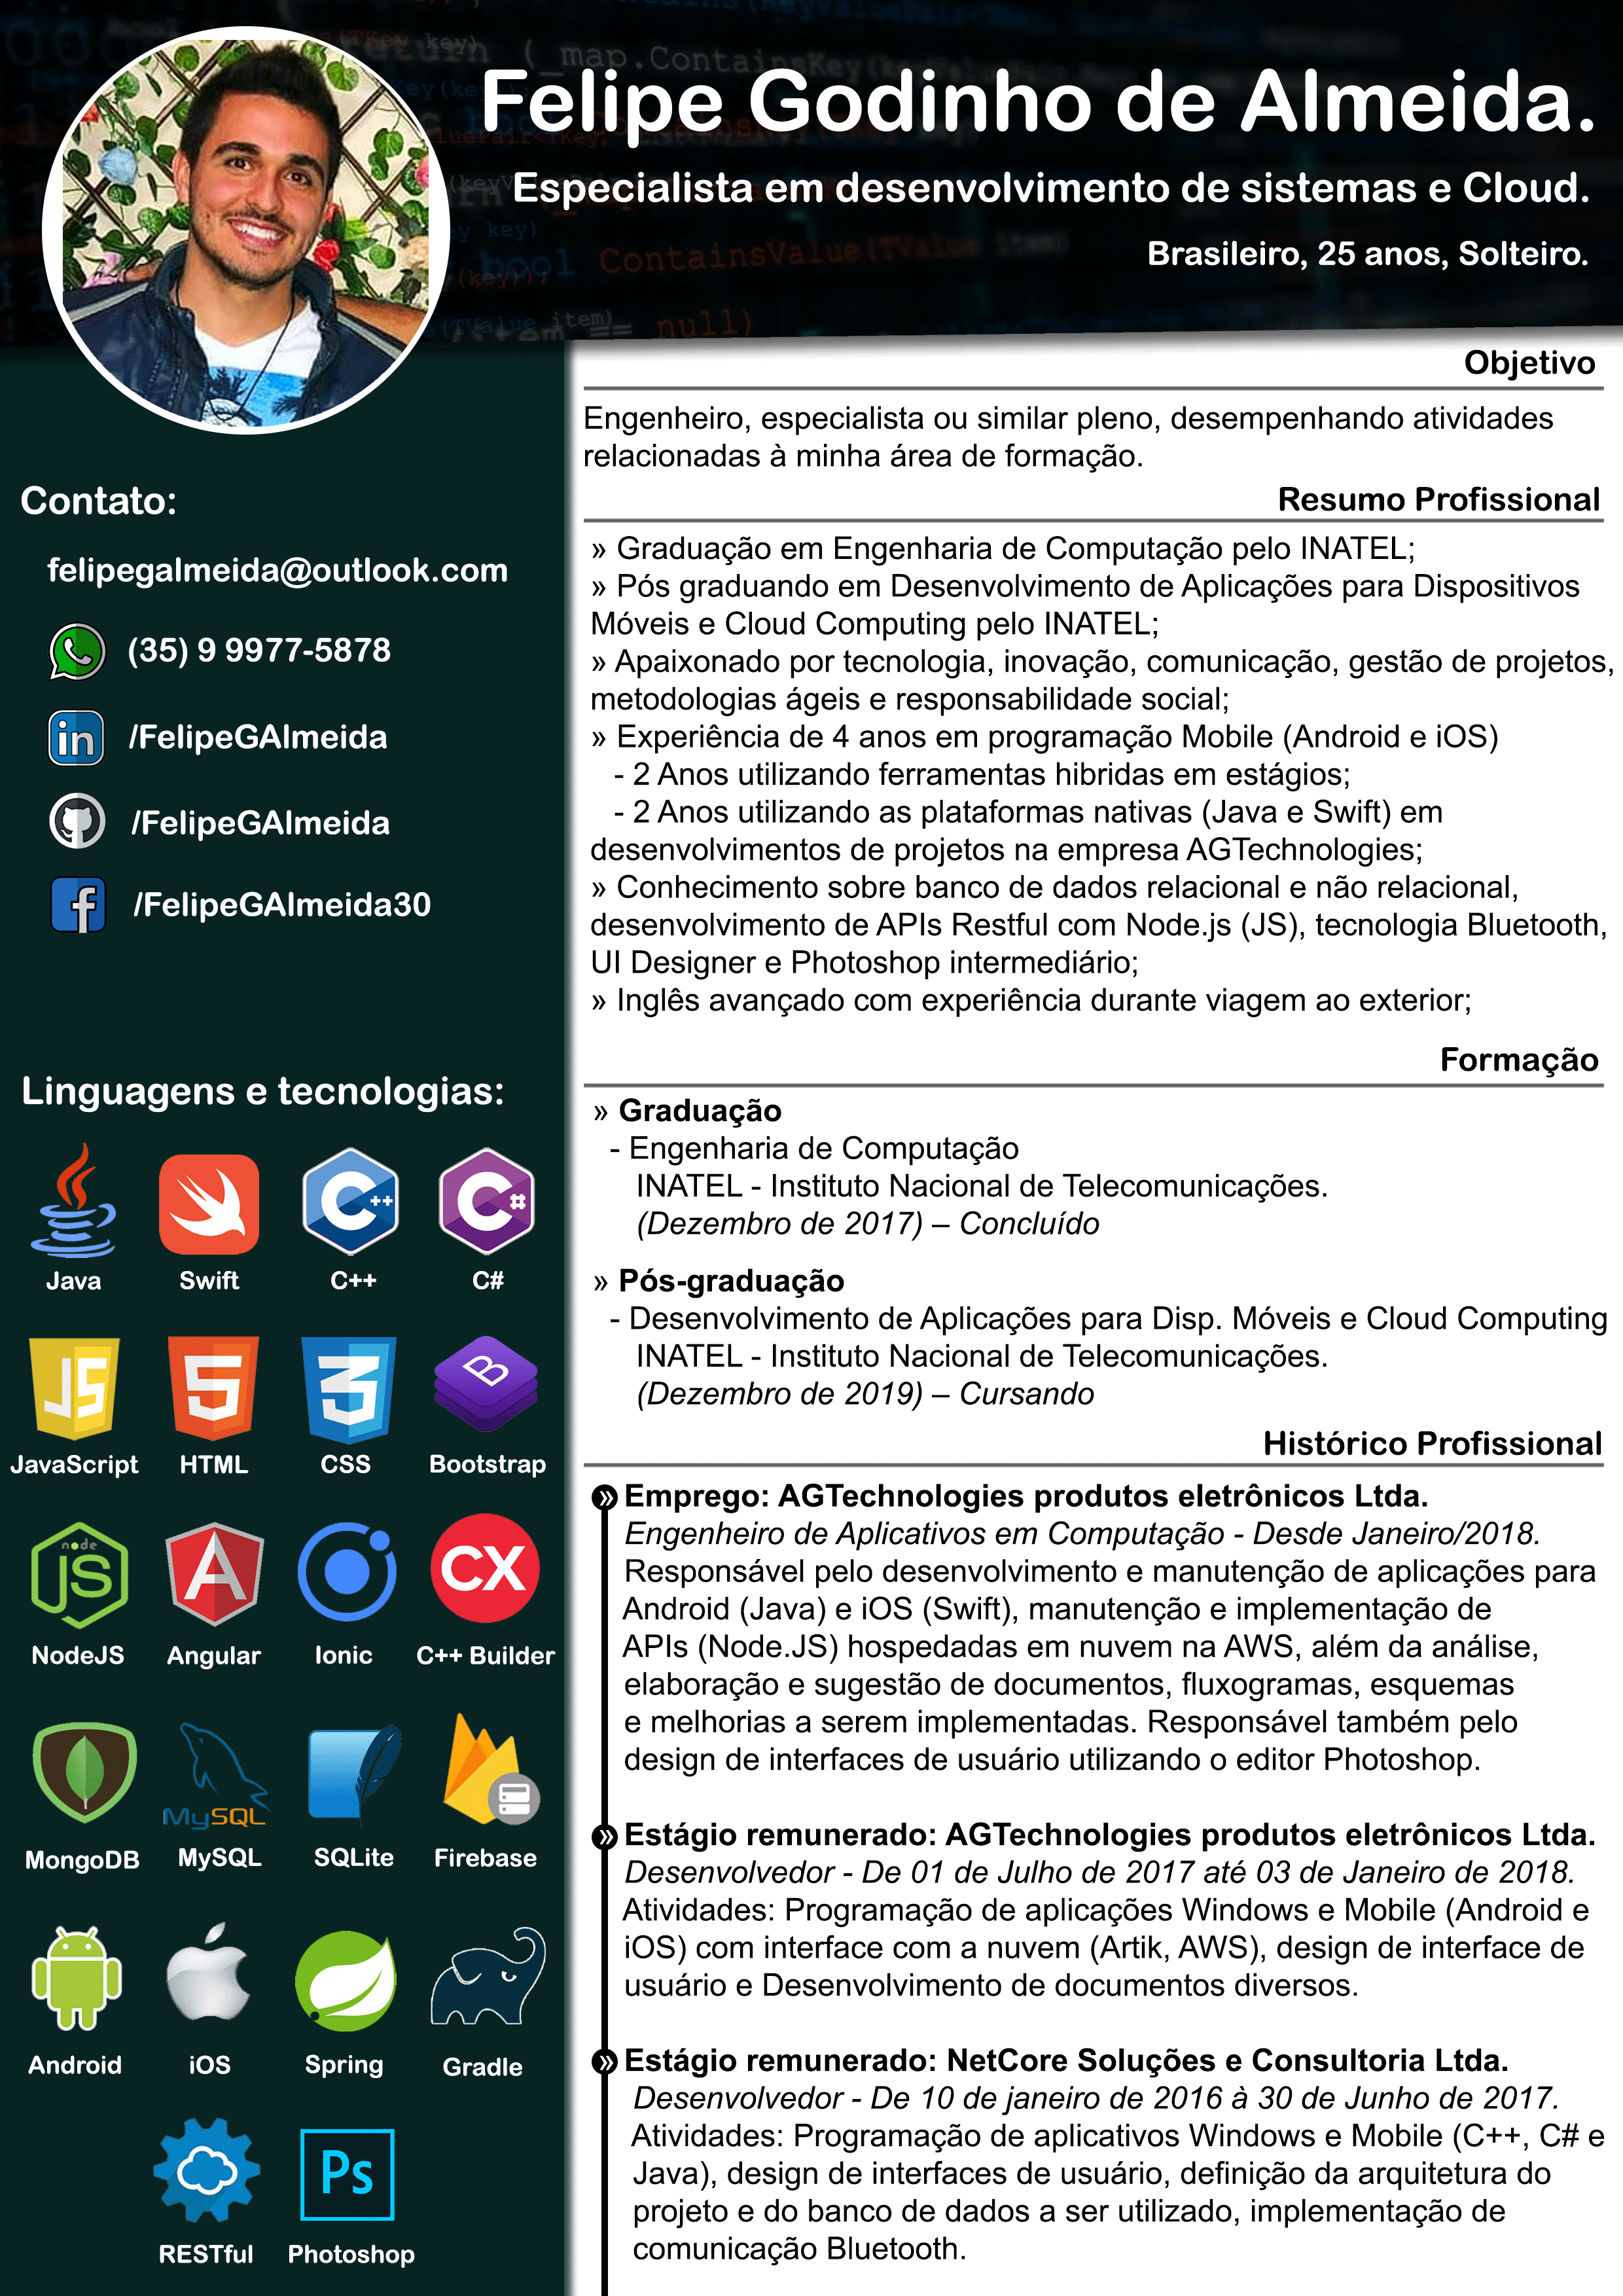 Felipe Godinho de Almeida.
Especialista em desenvolvimento de sistemas e Cloud.
Brasileiro, 25 anos, Solteiro.
Contato:
felipegalmeida@outlook.com
(35) 9 9977-5878
in /FelipeGAlmeida
/FelipeGAlmeida
f /FelipeGAlmeida30
Linguagens e tecnologias:
C++ C#
Java Swift C++ C#
JS 5 3 B
JavaScript HTML CSS Bootstrap
node JS A CX
NodeJS Angular Ionic C++ Builder
MySQL
MongoDB MySQL SQLite Firebase
Android iOS Spring Gradle
Ps
RESTful Photoshop
Objetivo
Engenheiro, especialista ou similar pleno, desempenhando atividades
relacionadas à minha área de formação.
Resumo Profissional
» Graduação em Engenharia de Computação pelo INATEL;
» Pós graduando em Desenvolvimento de Aplicações para Dispositivos
Móveis e Cloud Computing pelo INATEL;
» Apaixonado por tecnologia, inovação, comunicação, gestão de projetos,
metodologias ágeis e responsabilidade social;
» Experiência de 4 anos em programação Mobile (Android e iOS)
- 2 Anos utilizando ferramentas hibridas em estágios;
- 2 Anos utilizando as plataformas nativas (Java e Swift) em
desenvolvimentos de projetos na empresa AGTechnologies;
» Conhecimento sobre banco de dados relacional e não relacional,
desenvolvimento de APIs Restful com Node.js (JS), tecnologia Bluetooth,
UI Designer e Photoshop intermediário;
» Inglês avançado com experiência durante viagem ao exterior;
Formação
» Graduação
- Engenharia de Computação
INATEL - Instituto Nacional de Telecomunicações.
(Dezembro de 2017) – Concluído
» Pós-graduação
- Desenvolvimento de Aplicações para Disp. Móveis e Cloud Computing
INATEL - Instituto Nacional de Telecomunicações.
(Dezembro de 2019) – Cursando
Histórico Profissional
» Emprego: AGTechnologies produtos eletrônicos Ltda.
Engenheiro de Aplicativos em Computação - Desde Janeiro/2018.
Responsável pelo desenvolvimento e manutenção de aplicações para
Android (Java) e iOS (Swift), manutenção e implementação de
APIs (Node.JS) hospedadas em nuvem na AWS, além da análise,
elaboração e sugestão de documentos, fluxogramas, esquemas
e melhorias a serem implementadas. Responsável também pelo
design de interfaces de usuário utilizando o editor Photoshop.
» Estágio remunerado: AGTechnologies produtos eletrônicos Ltda.
Desenvolvedor - De 01 de Julho de 2017 até 03 de Janeiro de 2018.
Atividades: Programação de aplicações Windows e Mobile (Android e
iOS) com interface com a nuvem (Artik, AWS), design de interface de
usuário e Desenvolvimento de documentos diversos.
» Estágio remunerado: NetCore Soluções e Consultoria Ltda.
Desenvolvedor - De 10 de janeiro de 2016 à 30 de Junho de 2017.
Atividades: Programação de aplicativos Windows e Mobile (C++, C# e
Java), design de interfaces de usuário, definição da arquitetura do
projeto e do banco de dados a ser utilizado, implementação de
comunicação Bluetooth.